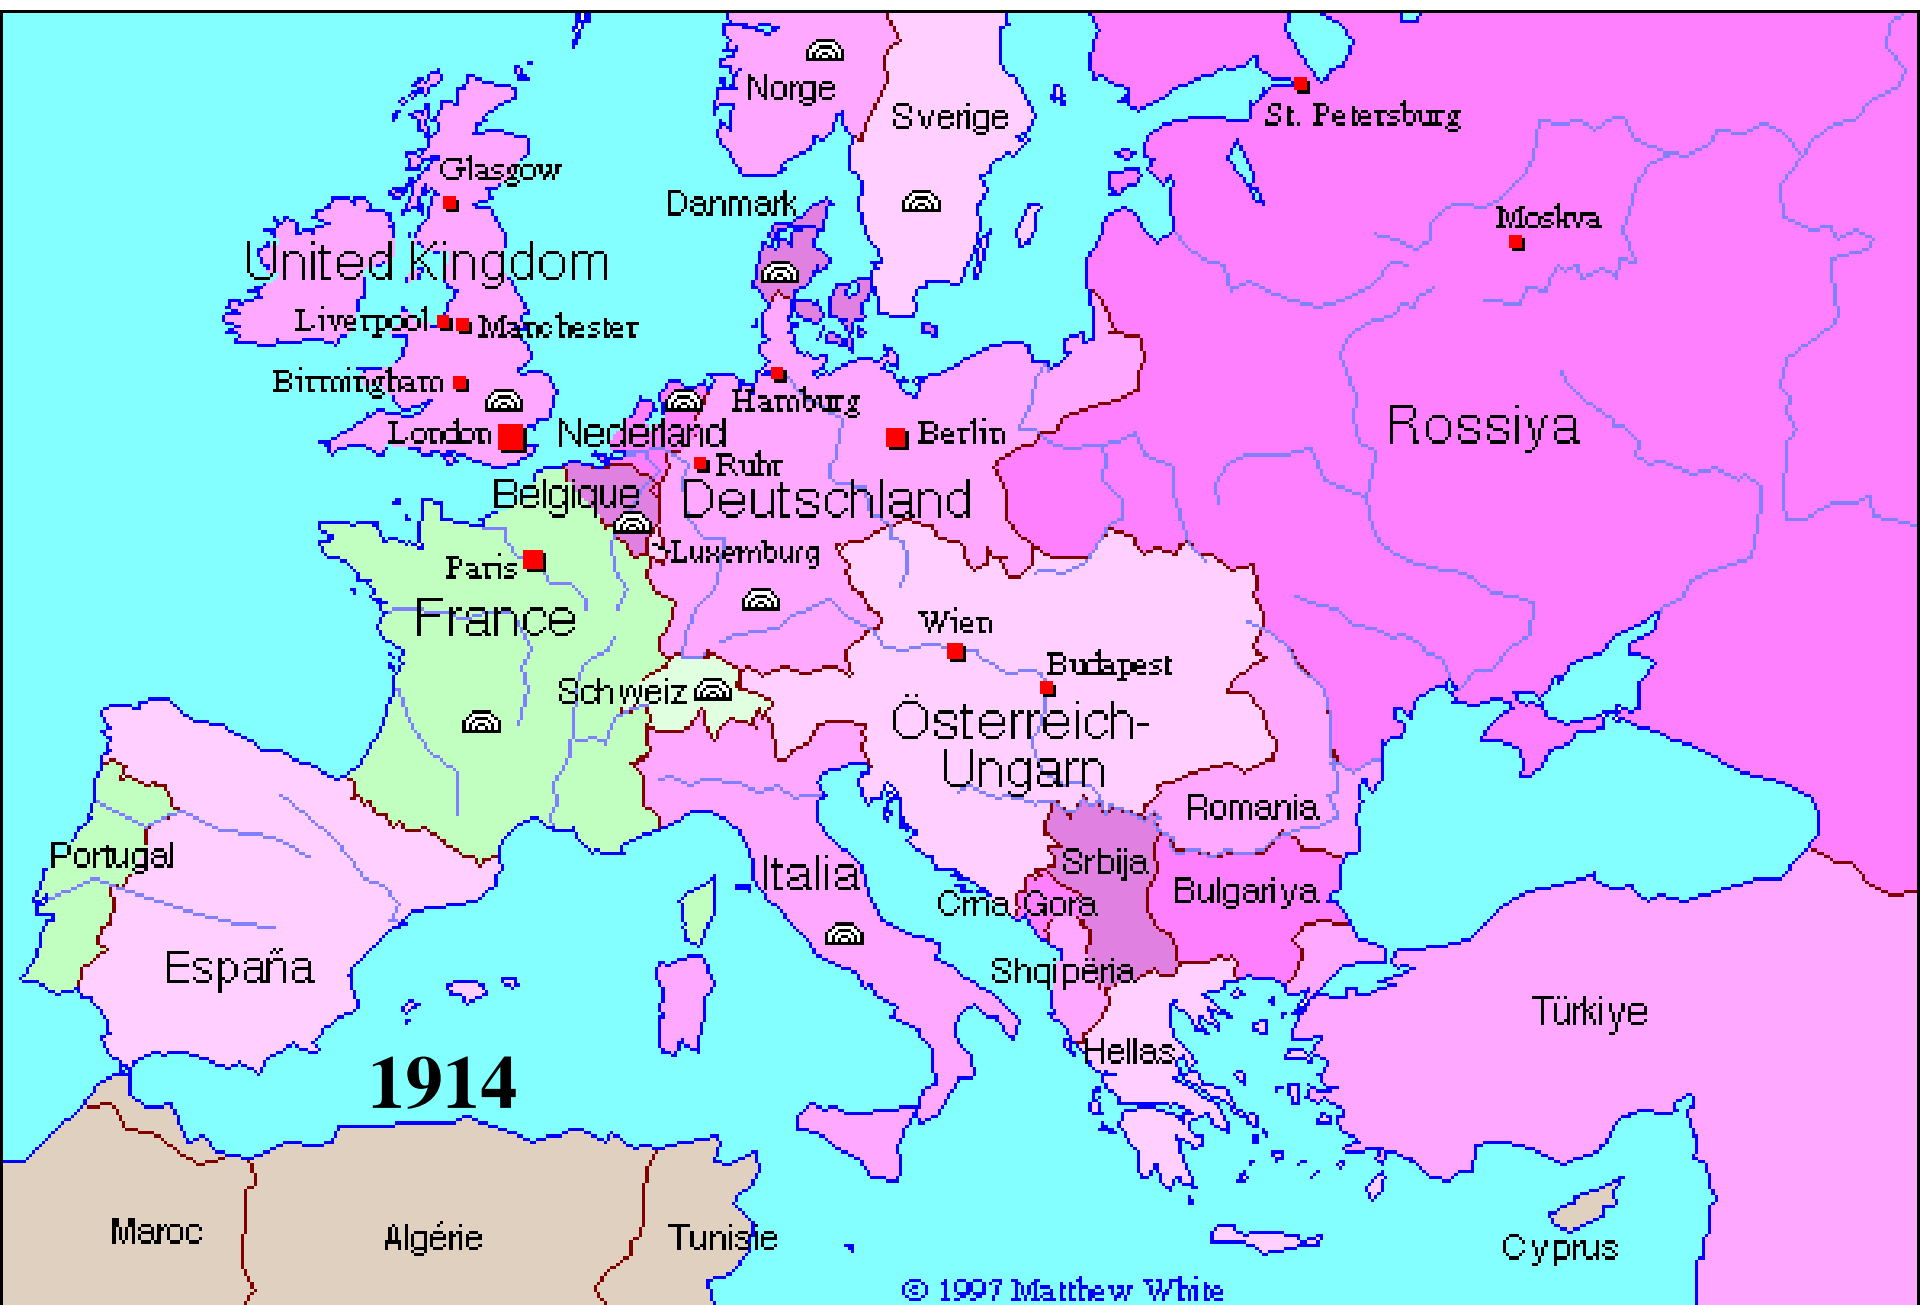 Norge
Sverige
St. Petersburg
Glasgow
Danmark
Moskva
United Kingdom
Liverpool
Manchester
Birmingham
Hamburg
London
Nederland
Berlin
Rossiya
Ruhr
Belgique
Deutschland
Luxemburg
Paris
France
Wien
Budapest
Schweiz
Österreich-
Ungarn
Romania
Portugal
Srbija
Italia
Bulgariya
Crna Gora
España
Shqipëria
Türkiye
Hellas
1914
Maroc
Algérie
Tunisie
Cyprus
© 1997 Matthew White